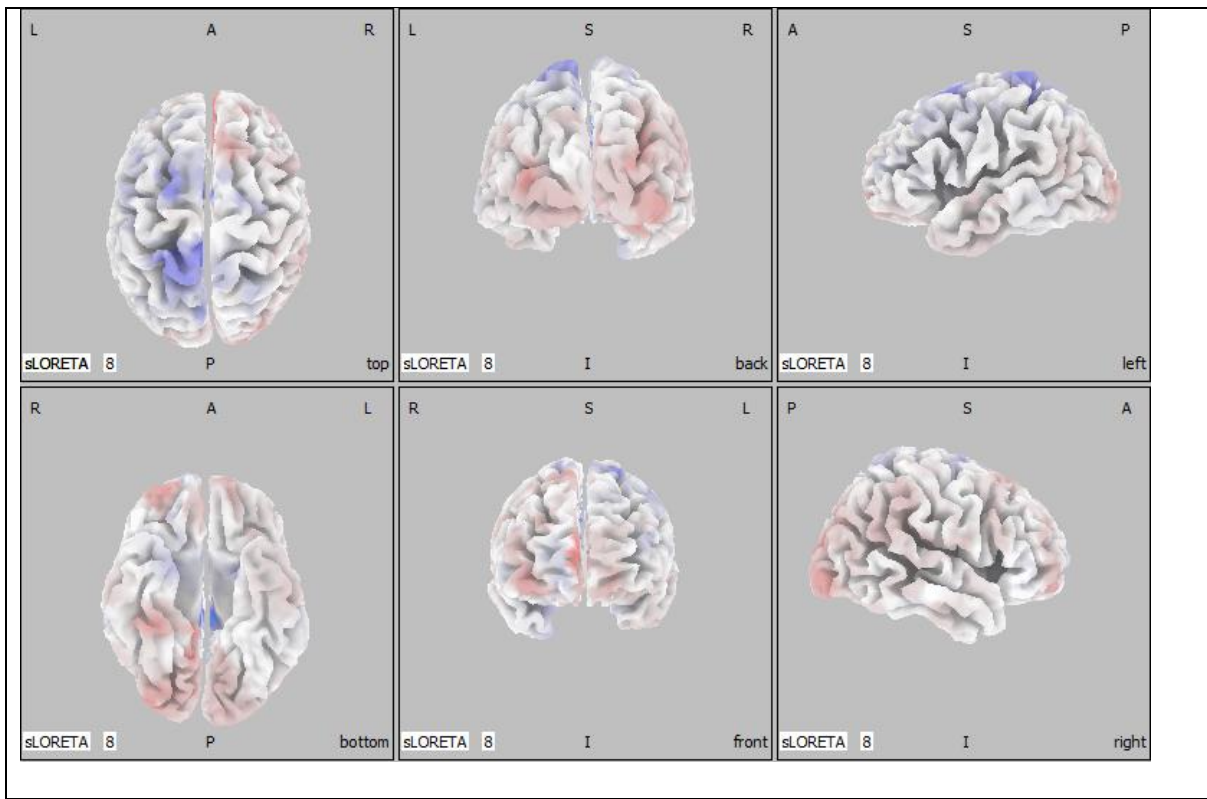 L A R
sLORETA 8 P top
L S R
sLORETA 8 I back
A S P
sLORETA 8 I left
R A L
sLORETA 8 P bottom
R S L
sLORETA 8 I front
P S A
sLORETA 8 I right